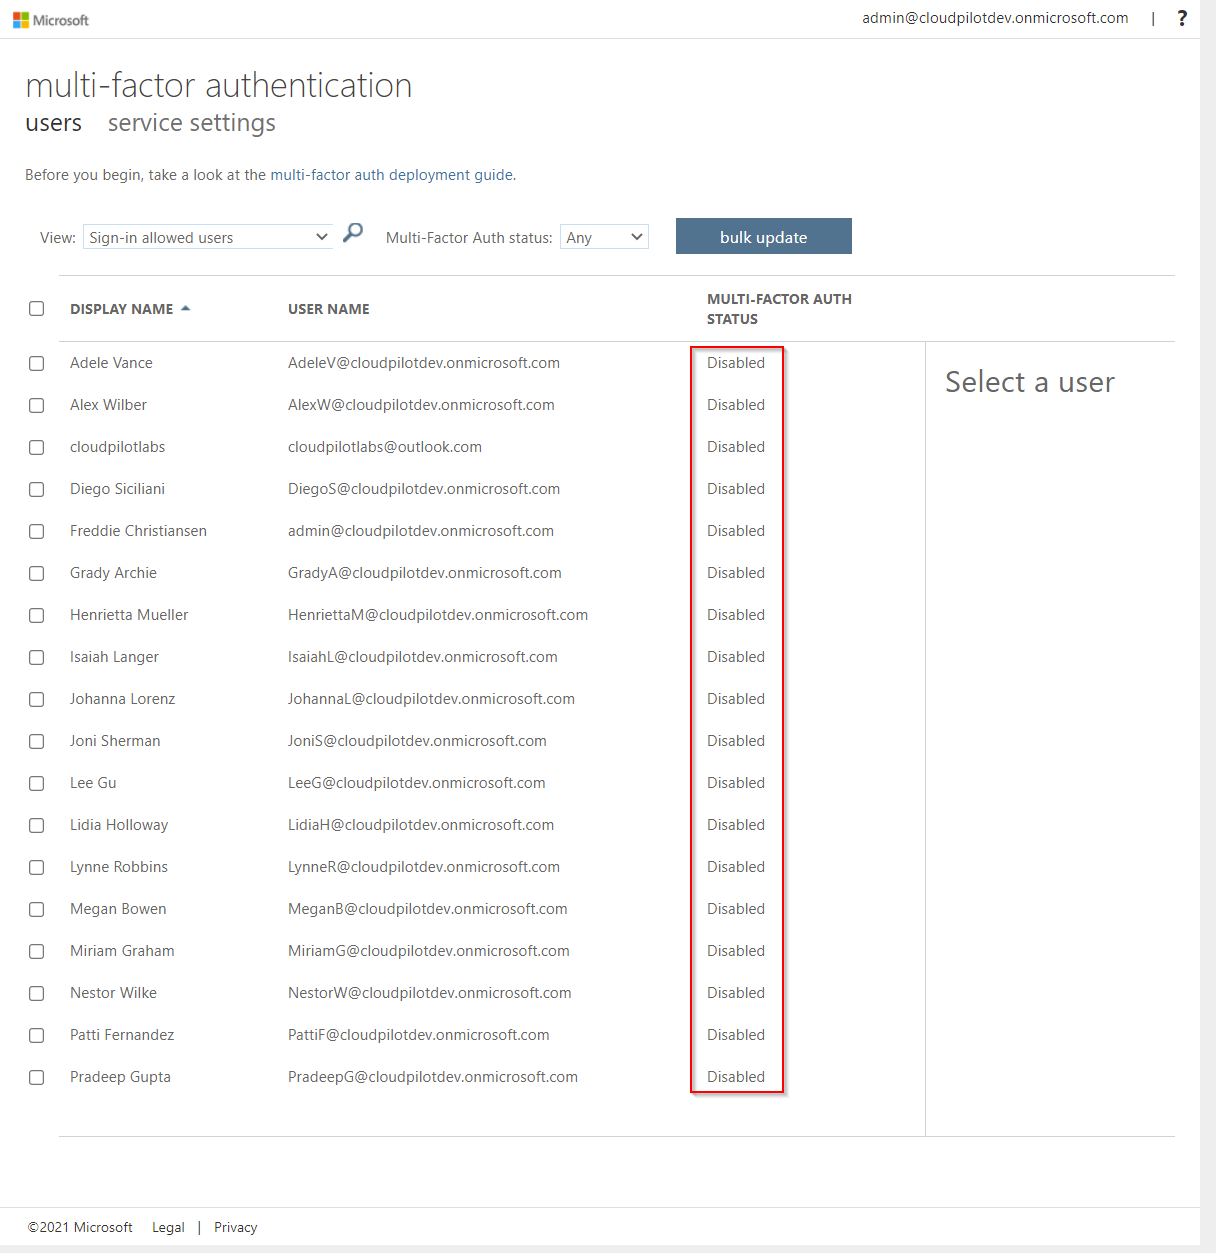 Microsoft
admin@cloudpilotdev.onmicrosoft.com | ?
multi-factor authentication
users service settings
Before you begin, take a look at the multi-factor auth deployment guide.
View: Sign-in allowed users Multi-Factor Auth status: Any bulk update
DISPLAY NAME USER NAME MULTI-FACTOR AUTH STATUS
Adele Vance AdeleV@cloudpilotdev.onmicrosoft.com Disabled
Select a user
Alex Wilber AlexW@cloudpilotdev.onmicrosoft.com Disabled
cloudpilotlabs cloudpilotlabs@outlook.com Disabled
Diego Siciliani DiegoS@cloudpilotdev.onmicrosoft.com Disabled
Freddie Christiansen admin@cloudpilotdev.onmicrosoft.com Disabled
Grady Archie GradyA@cloudpilotdev.onmicrosoft.com Disabled
Henrietta Mueller HenriettaM@cloudpilotdev.onmicrosoft.com Disabled
Isaiah Langer IsaiahL@cloudpilotdev.onmicrosoft.com Disabled
Johanna Lorenz JohannaL@cloudpilotdev.onmicrosoft.com Disabled
Joni Sherman JoniS@cloudpilotdev.onmicrosoft.com Disabled
Lee Gu LeeG@cloudpilotdev.onmicrosoft.com Disabled
Lidia Holloway LidiaH@cloudpilotdev.onmicrosoft.com Disabled
Lynne Robbins LynneR@cloudpilotdev.onmicrosoft.com Disabled
Megan Bowen MeganB@cloudpilotdev.onmicrosoft.com Disabled
Miriam Graham MiriamG@cloudpilotdev.onmicrosoft.com Disabled
Nestor Wilke NestorW@cloudpilotdev.onmicrosoft.com Disabled
Patti Fernandez PattiF@cloudpilotdev.onmicrosoft.com Disabled
Pradeep Gupta PradeepG@cloudpilotdev.onmicrosoft.com Disabled
©2021 Microsoft Legal | Privacy